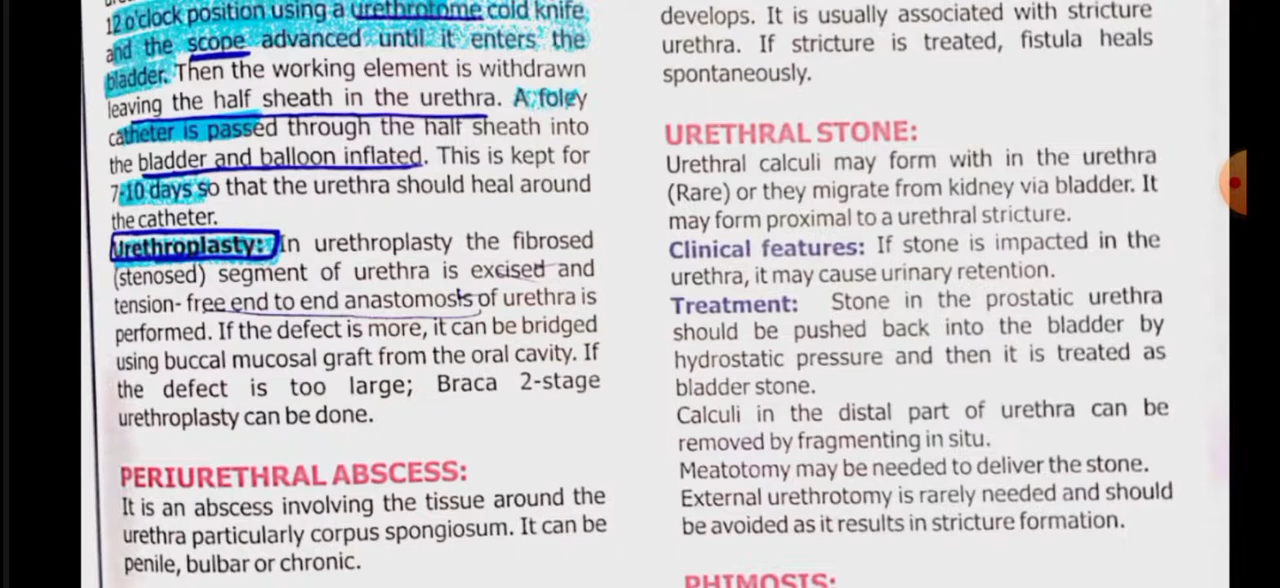 12 o'clock position using a urethrotome cold knife,
and the scope advanced until it enters the
bladder. Then the working element is withdrawn
leaving the half sheath in the urethra. A foley
catheter is passed through the half sheath into
the bladder and balloon inflated. This is kept for
7-10 days so that the urethra should heal around
the catheter.
Urethroplasty: In urethroplasty the fibrosed
(stenosed) segment of urethra is excised and
tension- free end to end anastomosis of urethra is
performed. If the defect is more, it can be bridged
using buccal mucosal graft from the oral cavity. If
the defect is too large; Braca 2-stage
urethroplasty can be done.
PERIURETHRAL ABSCESS:
It is an abscess involving the tissue around the
urethra particularly corpus spongiosum. It can be
penile, bulbar or chronic.
develops. It is usually associated with stricture
urethra. If stricture is treated, fistula heals
spontaneously.
URETHRAL STONE:
Urethral calculi may form with in the urethra
(Rare) or they migrate from kidney via bladder. It
may form proximal to a urethral stricture.
Clinical features: If stone is impacted in the
urethra, it may cause urinary retention.
Treatment: Stone in the prostatic urethra
should be pushed back into the bladder by
hydrostatic pressure and then it is treated as
bladder stone.
Calculi in the distal part of urethra can be
removed by fragmenting in situ.
Meatotomy may be needed to deliver the stone.
External urethrotomy is rarely needed and should
be avoided as it results in stricture formation.
PHIMOSIS: